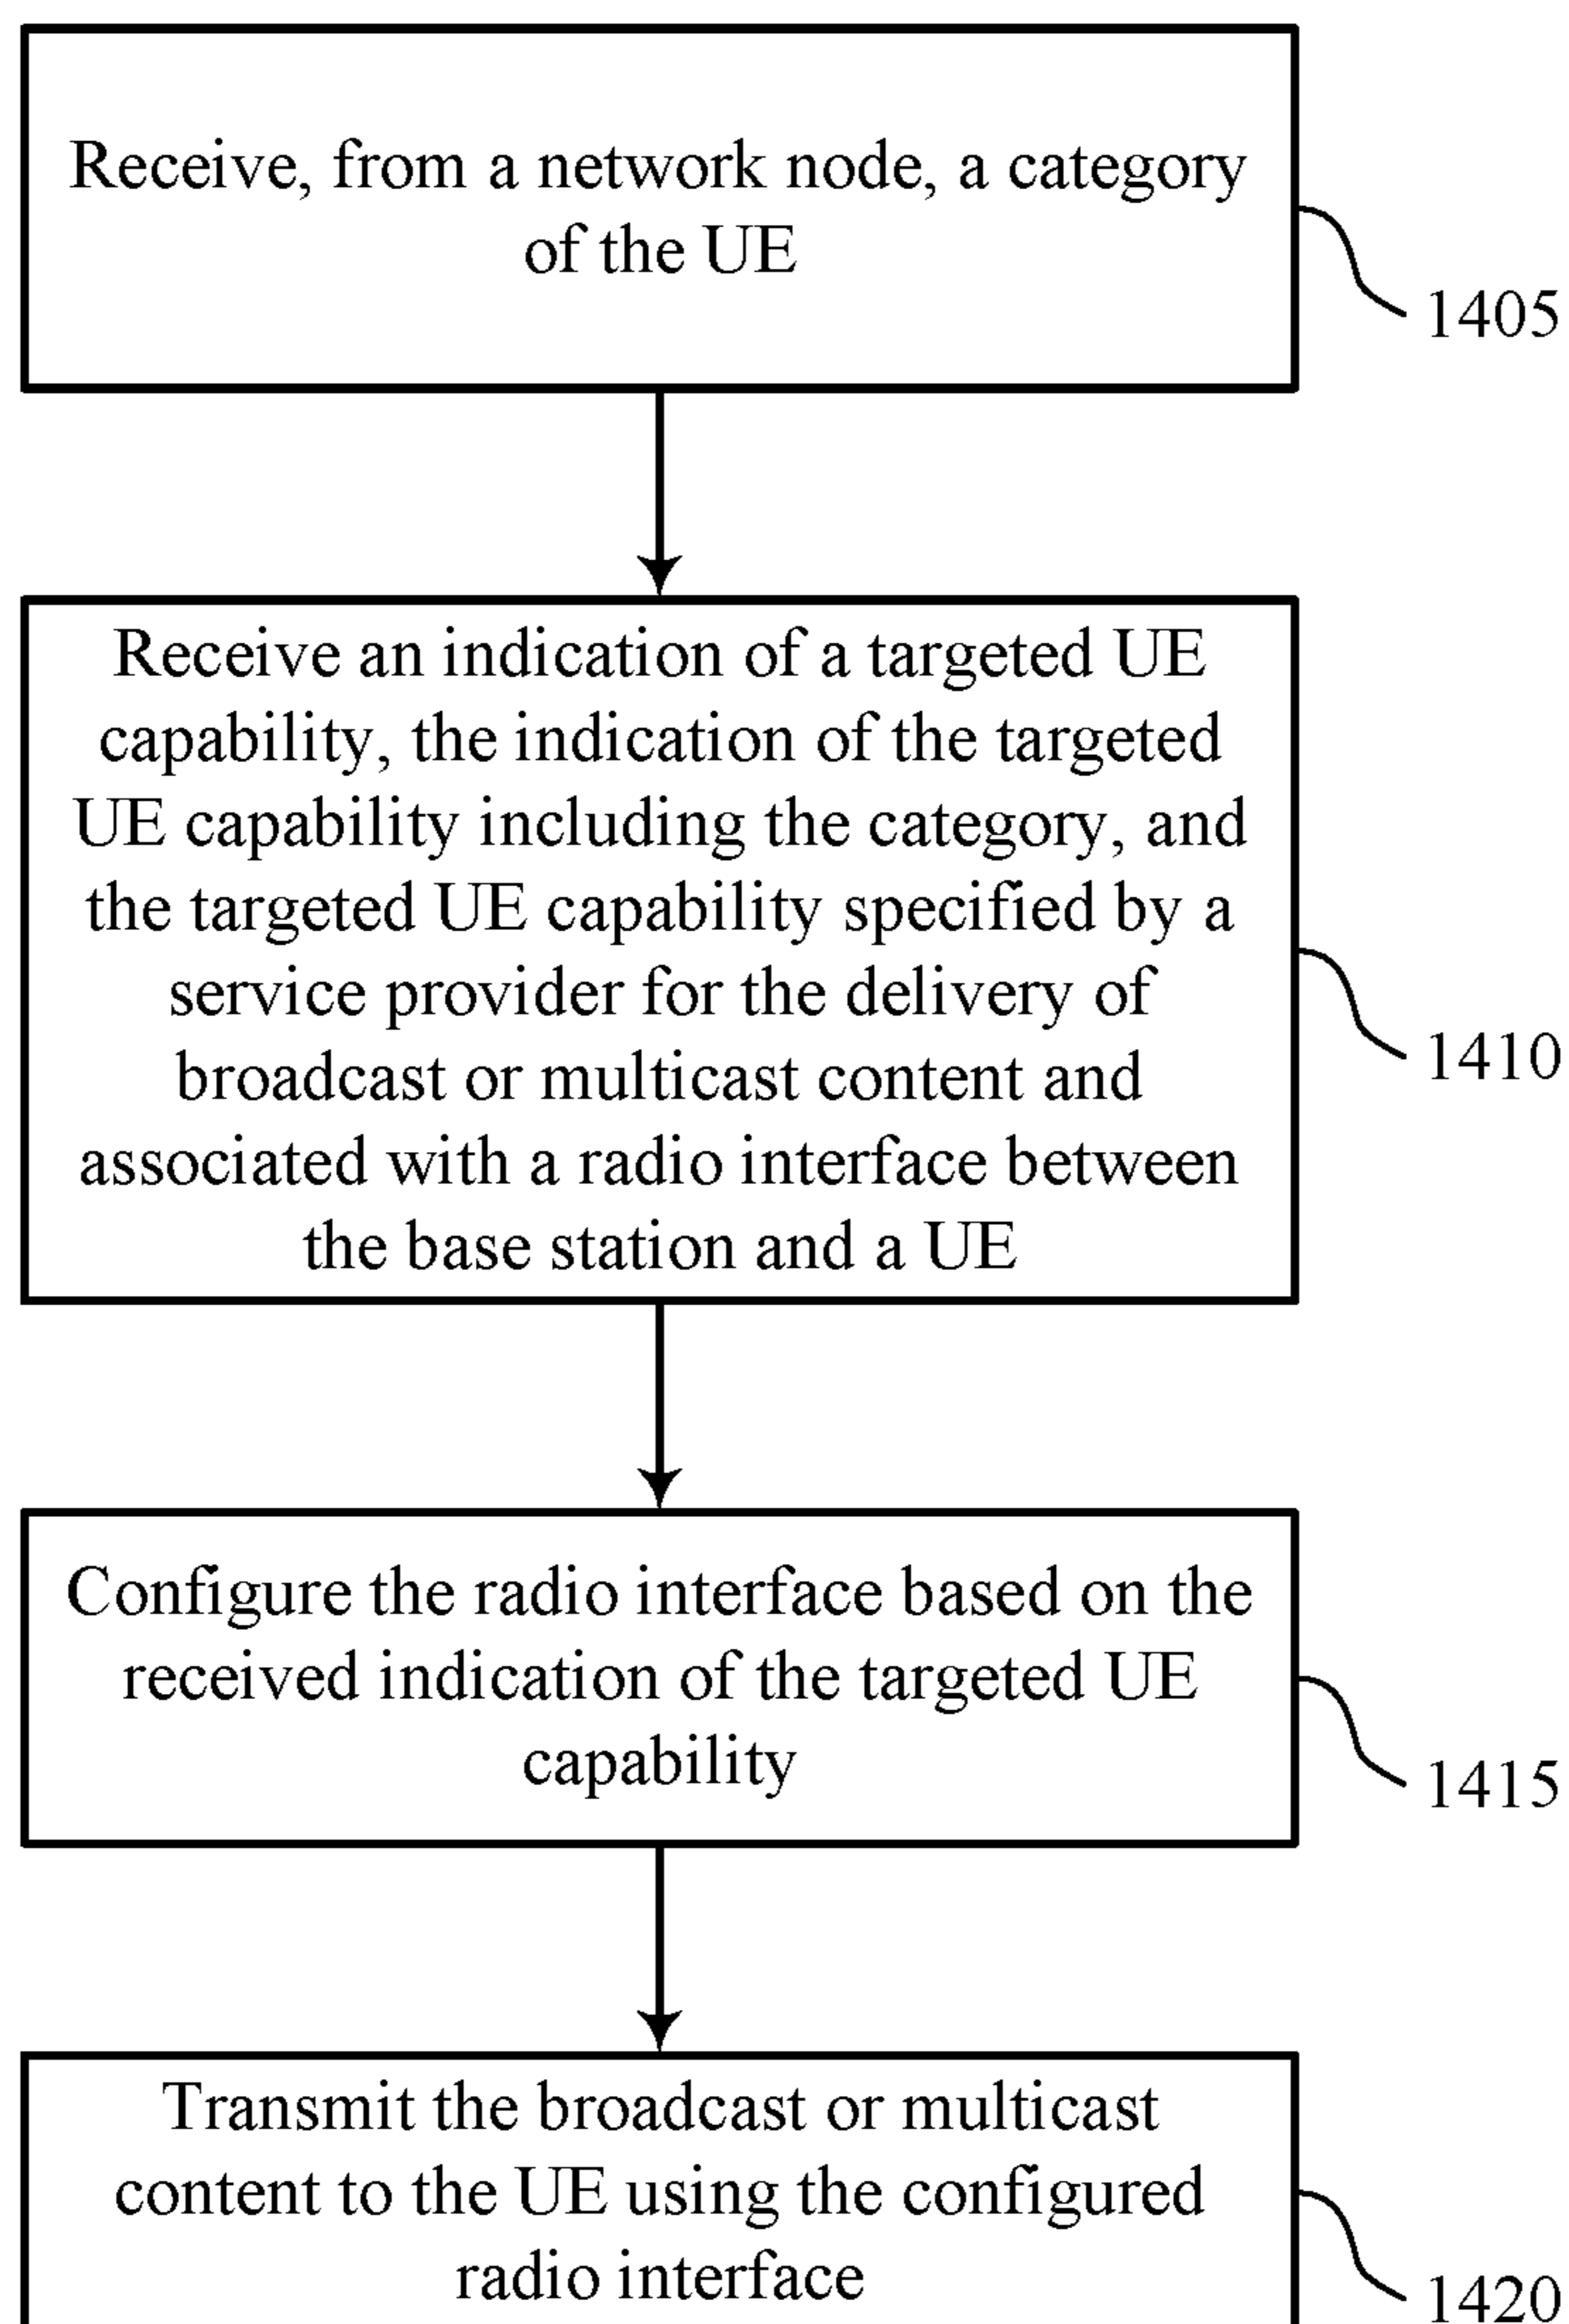 Receive, from a network node, a category
of the UE
1405
Receive an indication of a targeted UE
capability, the indication of the targeted
UE capability including the category, and
the targeted UE capability specified by a
service provider for the delivery of
broadcast or multicast content and
associated with a radio interface between
the base station and a UE
1410
Configure the radio interface based on the
received indication of the targeted UE
capability
1415
Transmit the broadcast or multicast
content to the UE using the configured
radio interface
1420